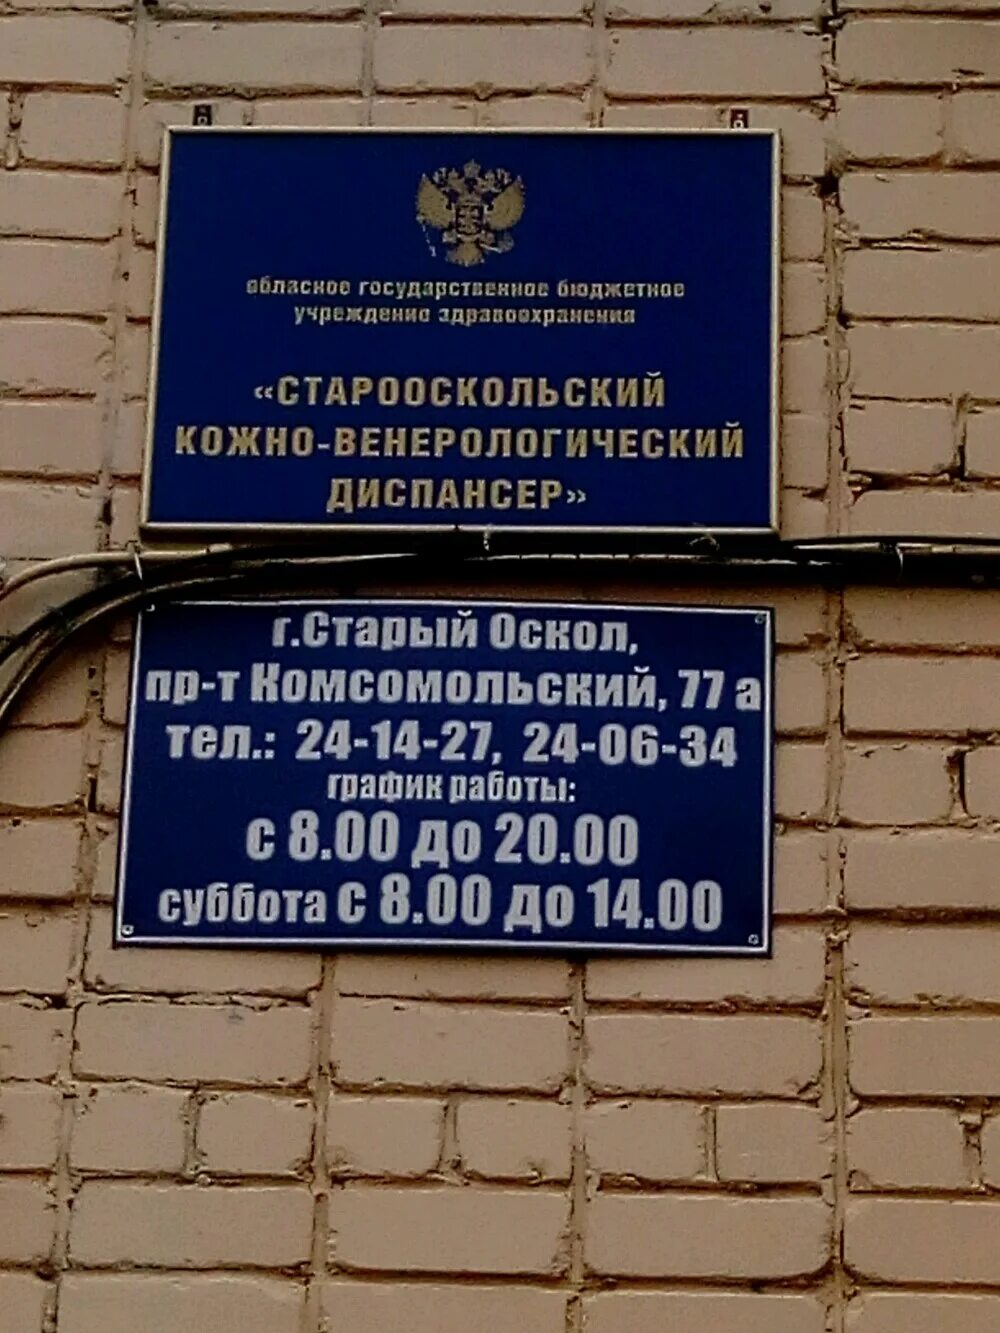 областное государственное бюджетное
учреждение здравоохранения
«СТАРООСКОЛЬСКИЙ
КОЖНО-ВЕНЕРОЛОГИЧЕСКИЙ
ДИСПАНСЕР»
г.Старый Оскол,
пр-т Комсомольский, 77 а
тел.: 24-14-27, 24-06-34
график работы:
с 8.00 до 20.00
суббота с 8.00 до 14.00